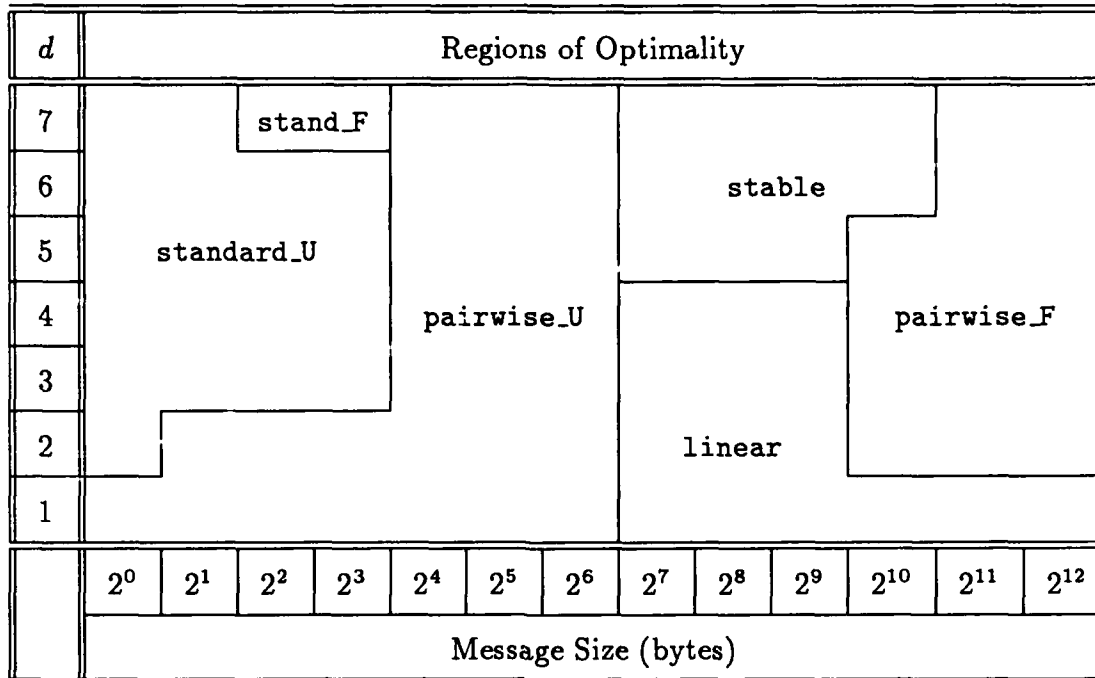 d Regions of Optimality
7 stand_F
6 stable
5 standard_U
4 pairwise_U pairwise_F
3
2 linear
1
2⁰ 2¹ 2² 2³ 2⁴ 2⁵ 2⁶ 2⁷ 2⁸ 2⁹ 2¹⁰ 2¹¹ 2¹²
Message Size (bytes)